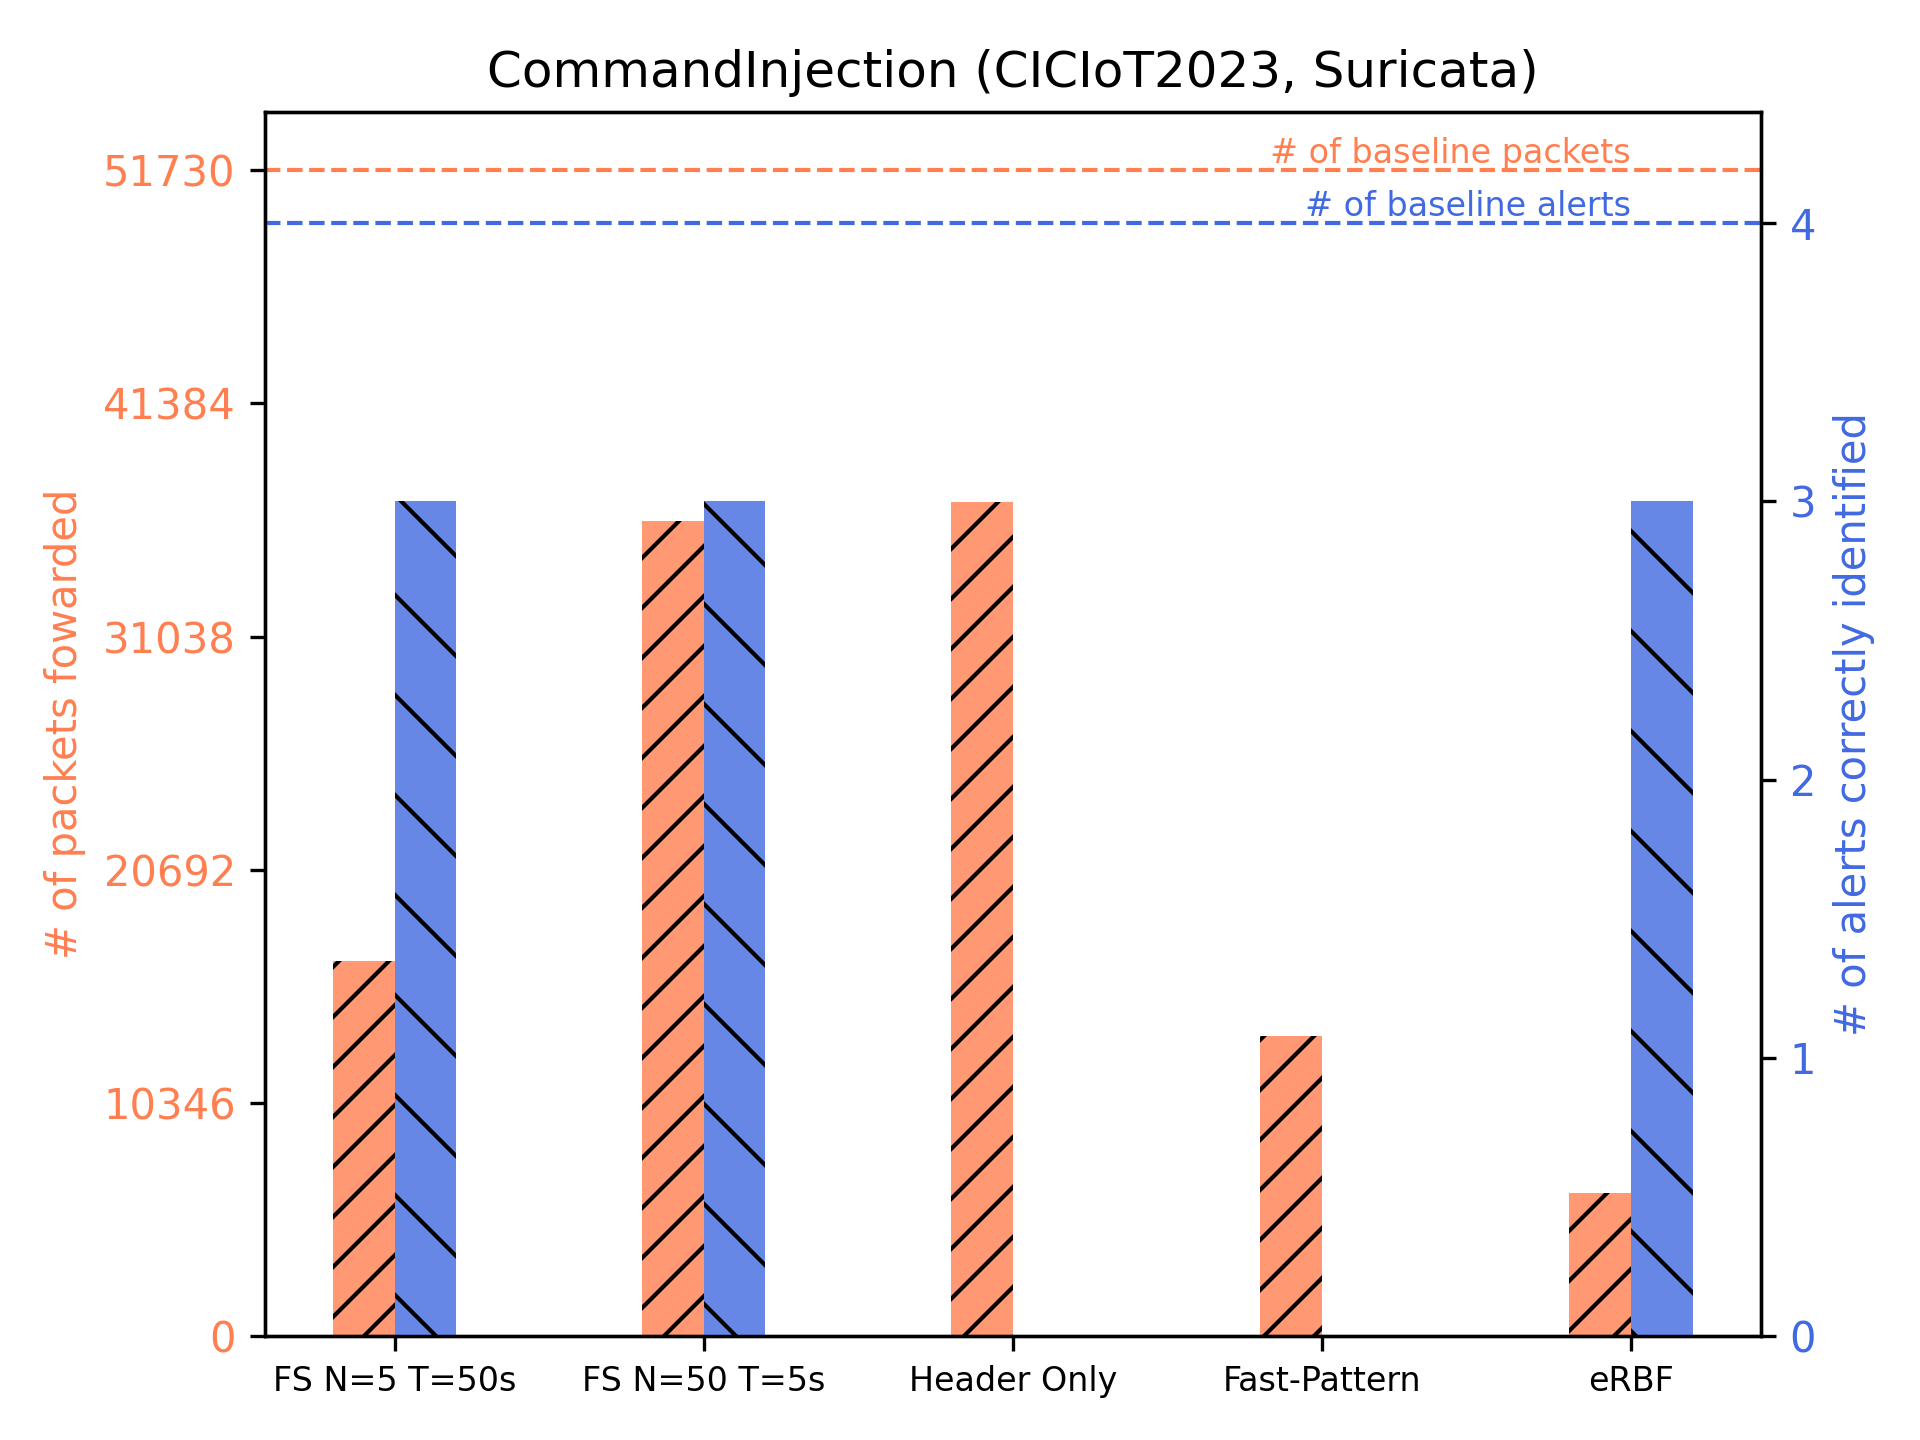 CommandInjection (CICIoT2023, Suricata)
# of baseline packets
# of baseline alerts
51730
41384
31038
20692
10346
0
# of packets fowarded
4
3
2
1
0
# of alerts correctly identified
FS N=5 T=50s
FS N=50 T=5s
Header Only
Fast-Pattern
eRBF